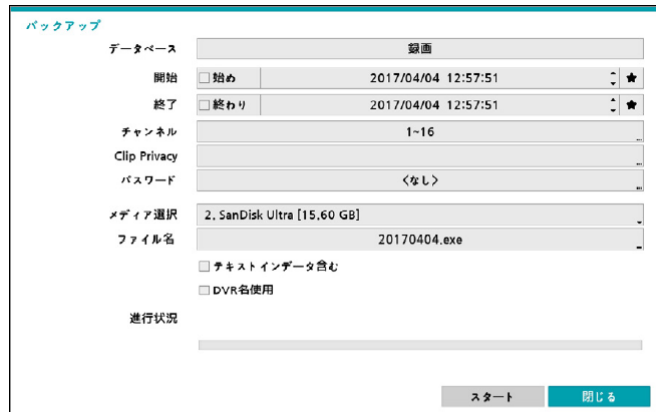 バックアップ
データベース 録画
開始 始め 2017/04/04 12:57:51
終了 終わり 2017/04/04 12:57:51
チャンネル 1~16
Clip Privacy
パスワード <なし>
メディア選択 2, SanDisk Ultra [15,60 GB]
ファイル名 20170404.exe
テキストインデータ含む
DVR名使用
進行状況
スタート 閉じる